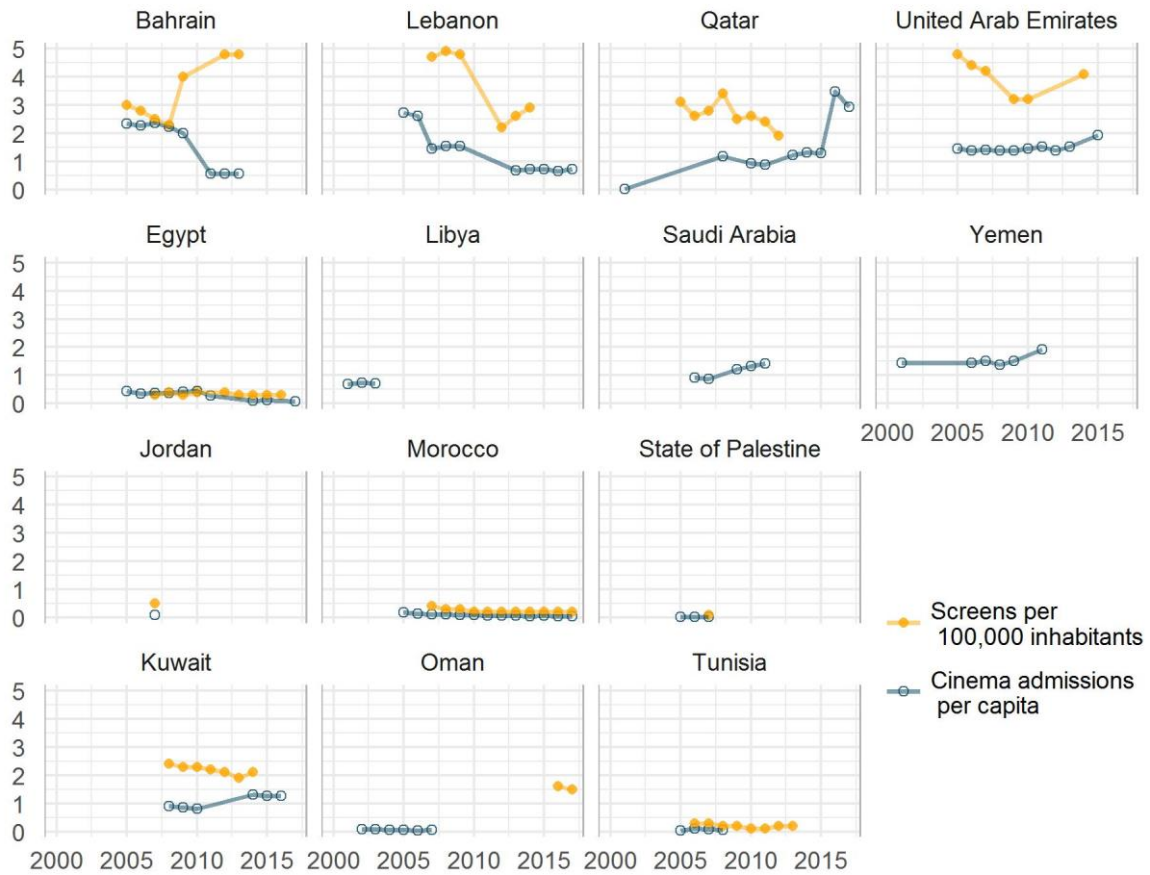 Bahrain Lebanon Qatar United Arab Emirates
5
4
3
2
1
0
Egypt Libya Saudi Arabia Yemen
5
4
3
2
1
0
2000 2005 2010 2015
Jordan Morocco State of Palestine
5
4
3
2
1
0
Screens per
100,000 inhabitants
Cinema admissions
per capita
Kuwait Oman Tunisia
5
4
3
2
1
0
2000 2005 2010 2015 2000 2005 2010 2015 2000 2005 2010 2015